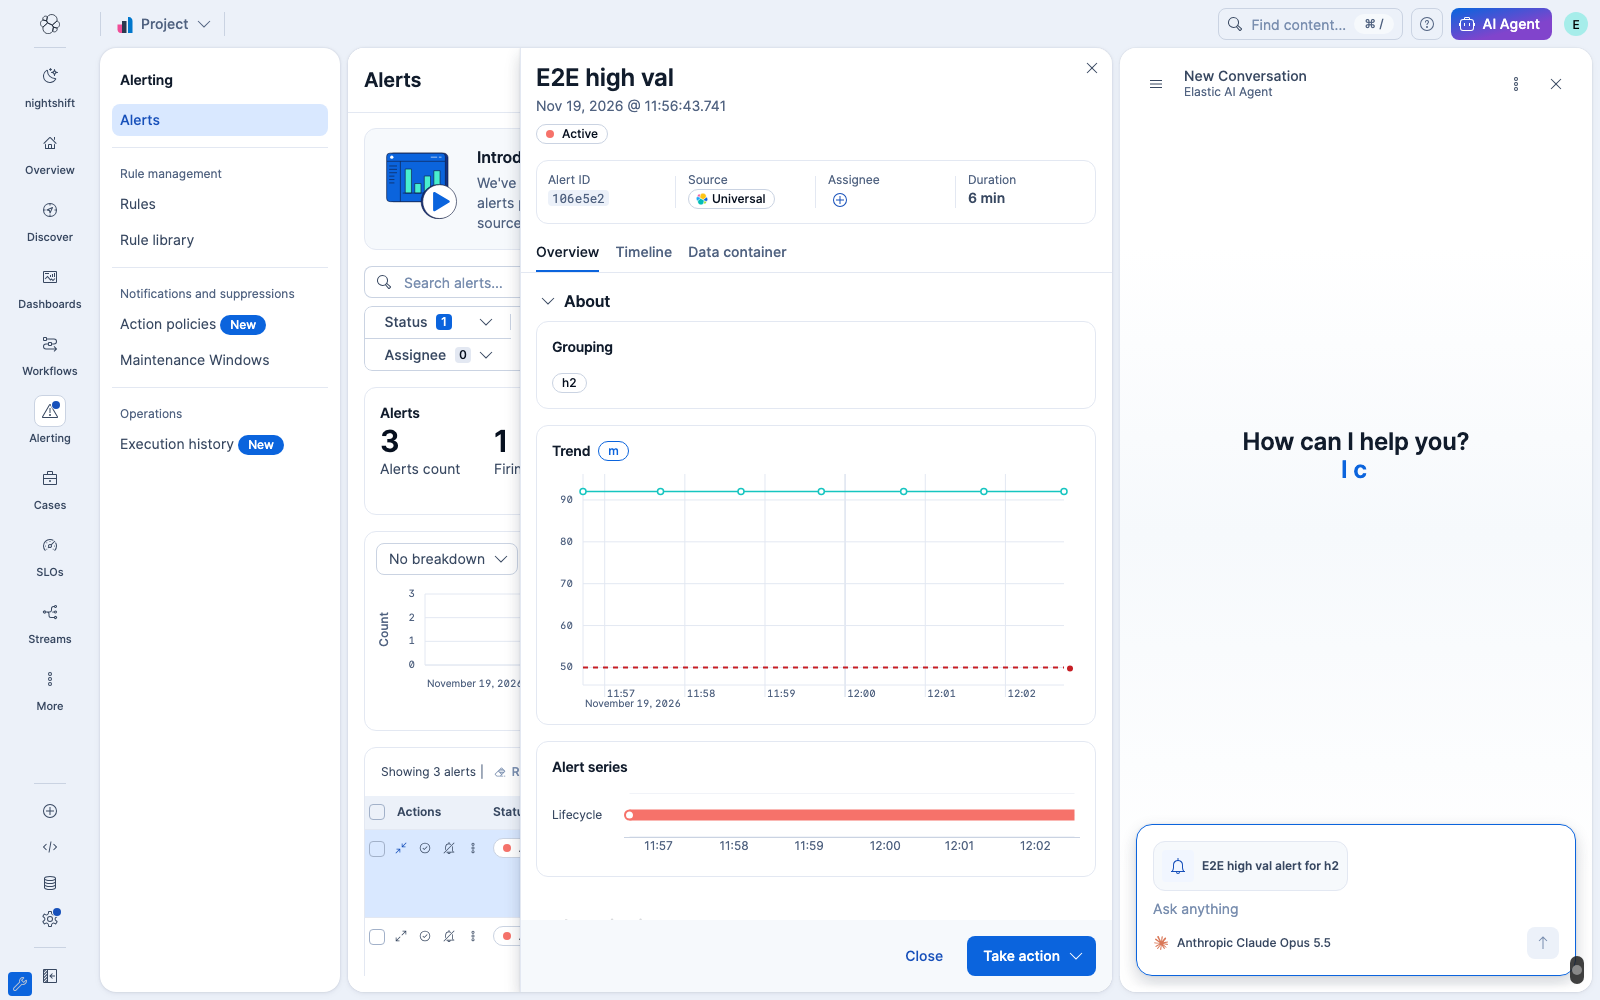 Project
Find content...
⌘ /
AI Agent
E
nightshift
Overview
Discover
Dashboards
Workflows
Alerting
Cases
SLOs
Streams
More
Alerting
Alerts
Rule management
Rules
Rule library
Notifications and suppressions
Action policies New
Maintenance Windows
Operations
Execution history New
Alerts
We've
alerts
source
Search alerts...
Status 1
Assignee 0
Alerts
3
Alerts count
1
No breakdown
Count
3
2
1
0
November 19, 2026
Showing 3 alerts
Actions
E2E high val
Nov 19, 2026 @ 11:56:43.741
Active
Alert ID
106e5e2
Source
Universal
Assignee
Duration
6 min
Overview Timeline Data container
About
Grouping
h2
Trend m
90
80
70
60
50
11:57 11:58 11:59 12:00 12:01 12:02
November 19, 2026
Alert series
Lifecycle
11:57 11:58 11:59 12:00 12:01 12:02
Close
Take action
New Conversation
Elastic AI Agent
How can I help you?
I c
E2E high val alert for h2
Ask anything
Anthropic Claude Opus 5.5